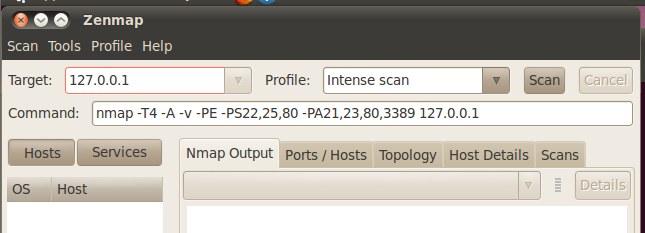 Zenmap
Scan Tools Profile Help
Target: 127.0.0.1 Profile: Intense scan Scan Cancel
Command: nmap -T4 -A -v -PE -PS22,25,80 -PA21,23,80,3389 127.0.0.1
Hosts Services Nmap Output Ports / Hosts Topology Host Details Scans
OS Host Details